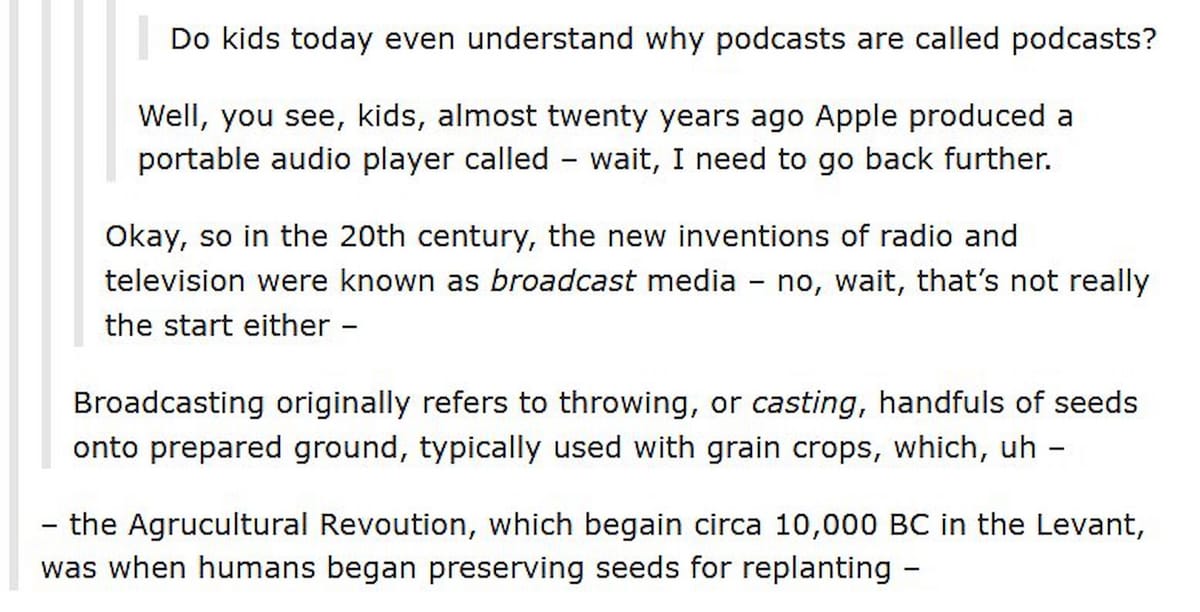 Do kids today even understand why podcasts are called podcasts?
Well, you see, kids, almost twenty years ago Apple produced a
portable audio player called – wait, I need to go back further.
Okay, so in the 20th century, the new inventions of radio and
television were known as broadcast media – no, wait, that’s not really
the start either –
Broadcasting originally refers to throwing, or casting, handfuls of seeds
onto prepared ground, typically used with grain crops, which, uh –
– the Agrucultural Revoution, which begain circa 10,000 BC in the Levant,
was when humans began preserving seeds for replanting –